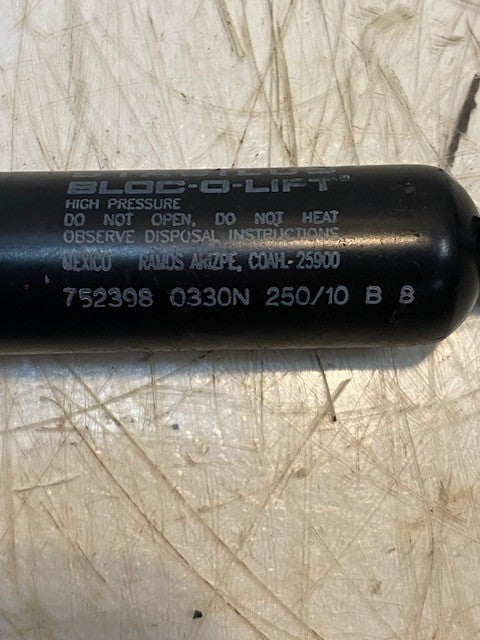 BLOC-O-LIFT®
HIGH PRESSURE
DO NOT OPEN, DO NOT HEAT
OBSERVE DISPOSAL INSTRUCTIONS
MEXICO RAMOS ARIZPE, COAH.-25900
752398 0330N 250/10 B 8